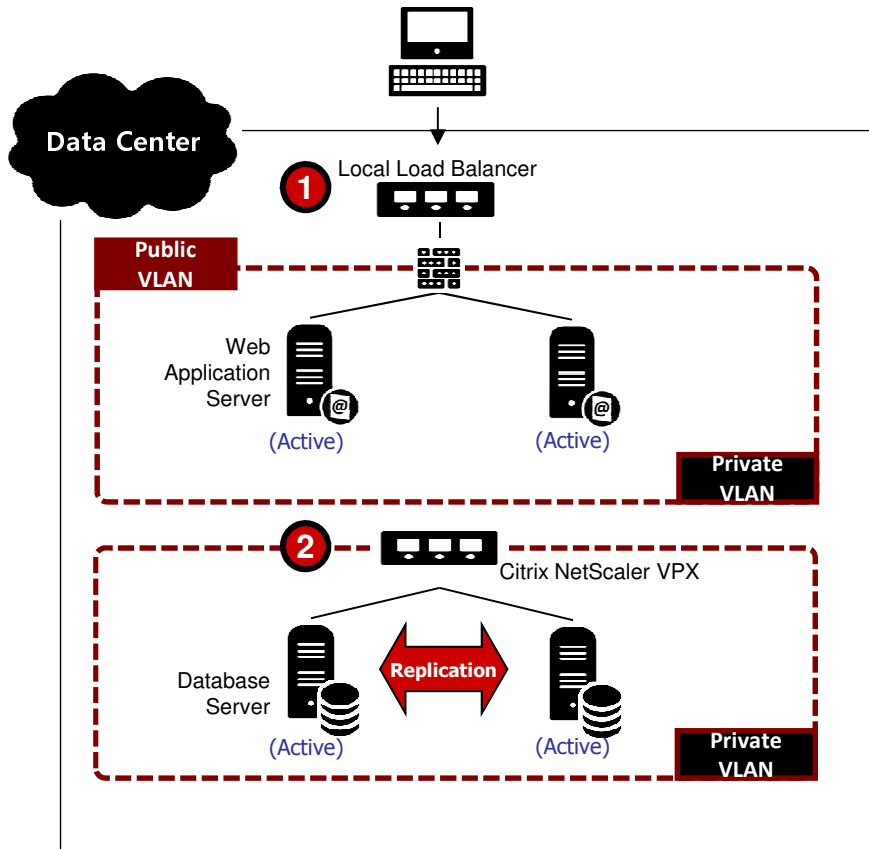 Data Center
1
Local Load Balancer
Public
VLAN
Web
Application
Server
@
@
(Active)
(Active)
Private
VLAN
2
Citrix NetScaler VPX
Replication
Database
Server
(Active)
(Active)
Private
VLAN